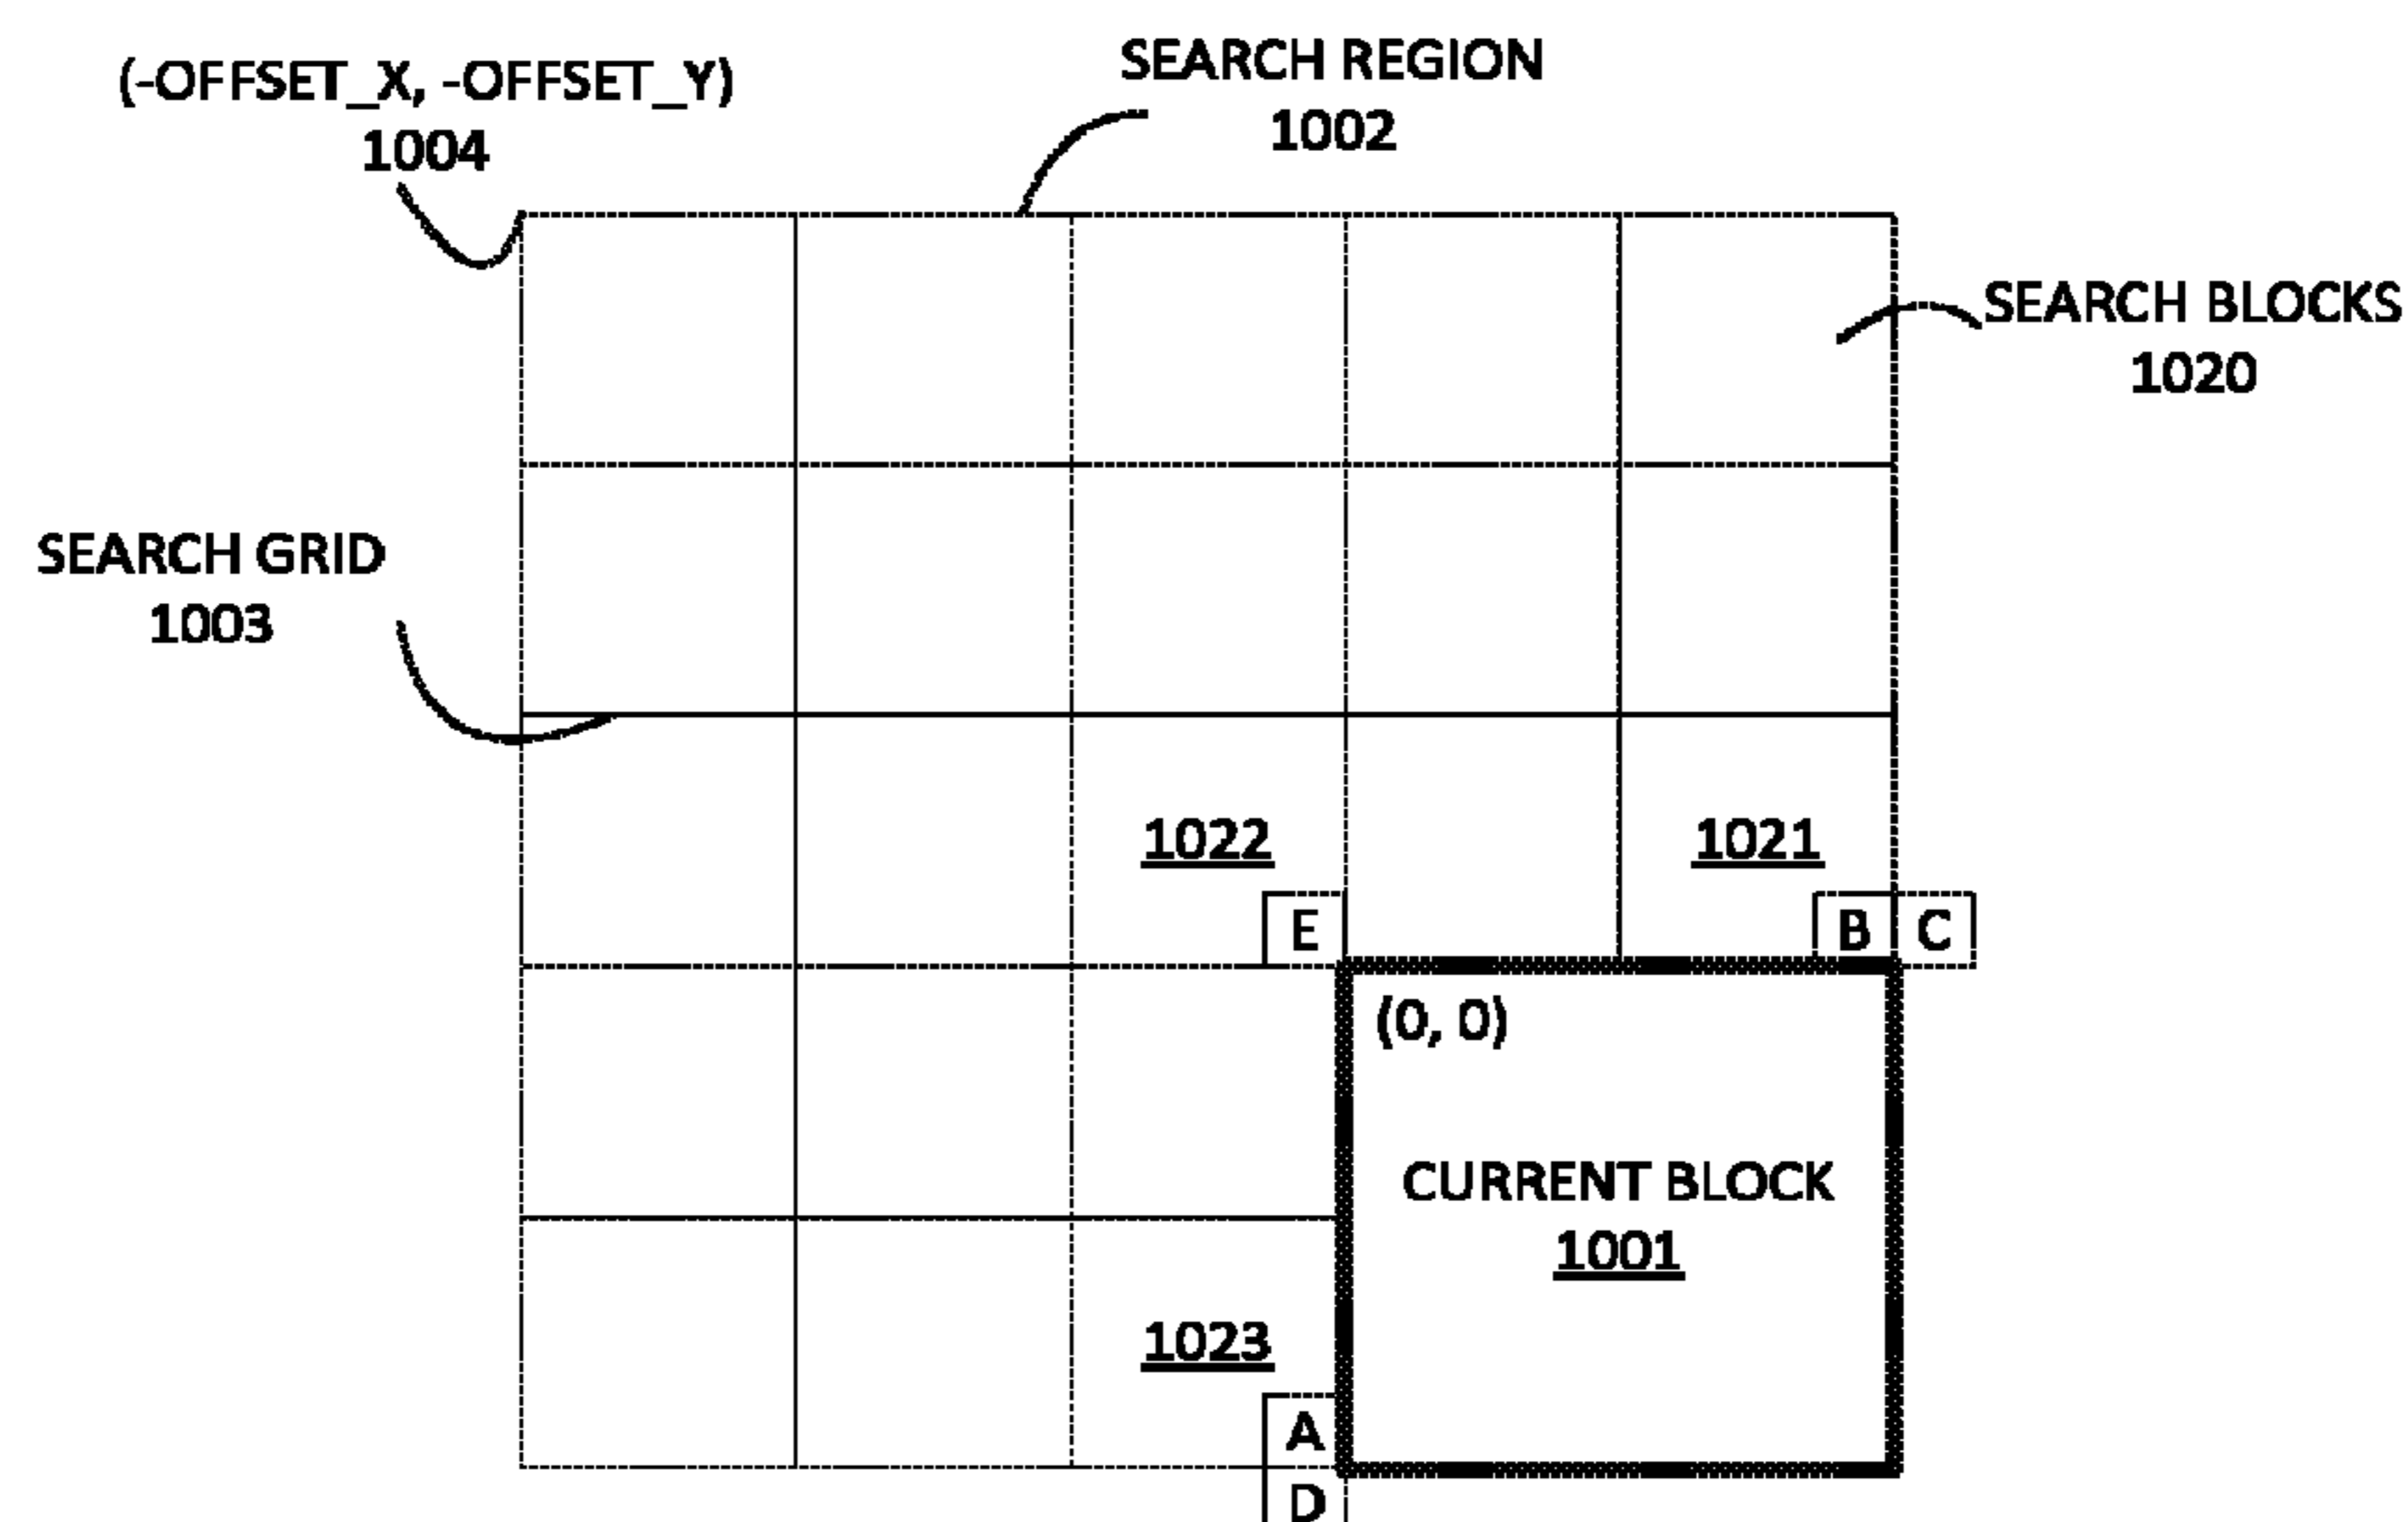 SEARCH REGION
1002
(-OFFSET_X, -OFFSET_Y)
1004
SEARCH BLOCKS
1020
SEARCH GRID
1003
1022
1021
E
B
C
(0, 0)
CURRENT BLOCK
1001
1023
A
D